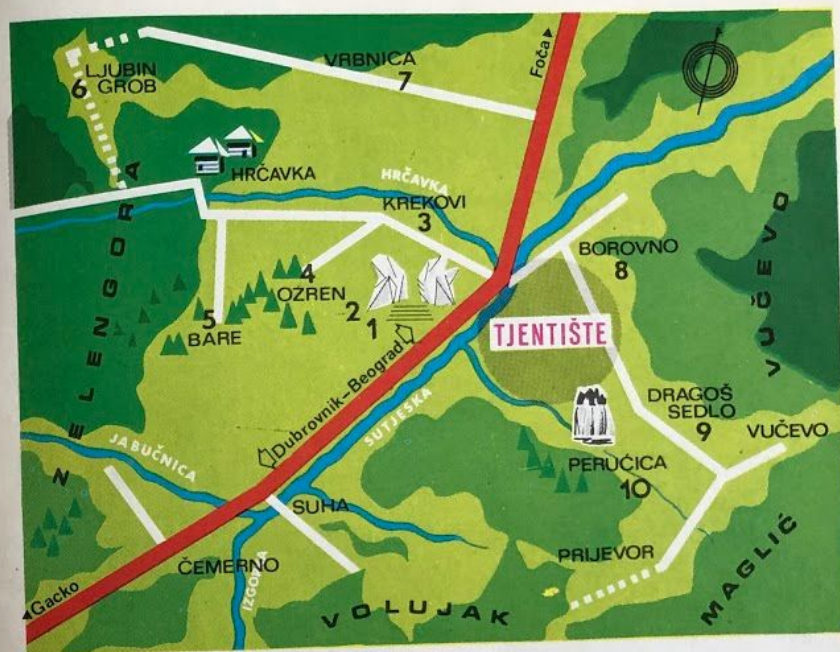 Foča
VRBNICA
7
LJUBIN
GROB
6
HRČAVKA
HRČAVKA
KREKOVI
3
ZELENGORA
4
OZREN
2
1
5
BARE
BOROVNO
8
VUČEVO
TJENTIŠTE
Dubrovnik-Beograd
SUTJESKA
DRAGOŠ
SEDLO
9
VUČEVO
JABUČNICA
PERUĆICA
10
SUHA
PRIJEVOR
ČEMERNO
MAGLIĆ
Gacko
VOLUJAK